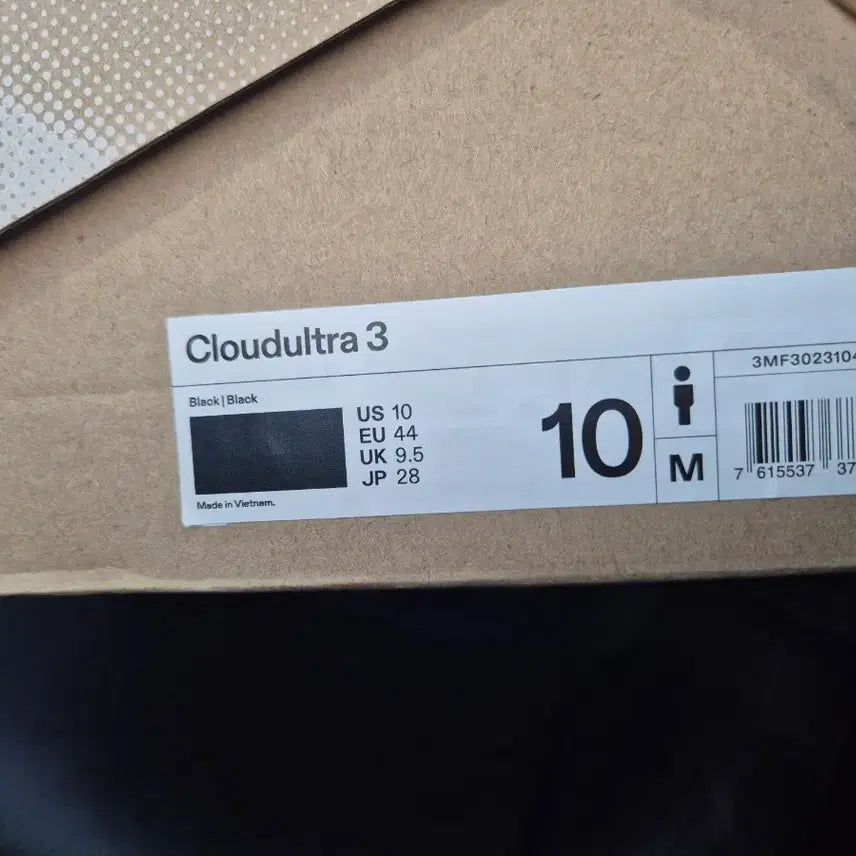 Cloudultra 3
Black|Black
US 10
EU 44
UK 9.5
JP 28
Made in Vietnam.
10
M
3MF3023104
7 615537 37